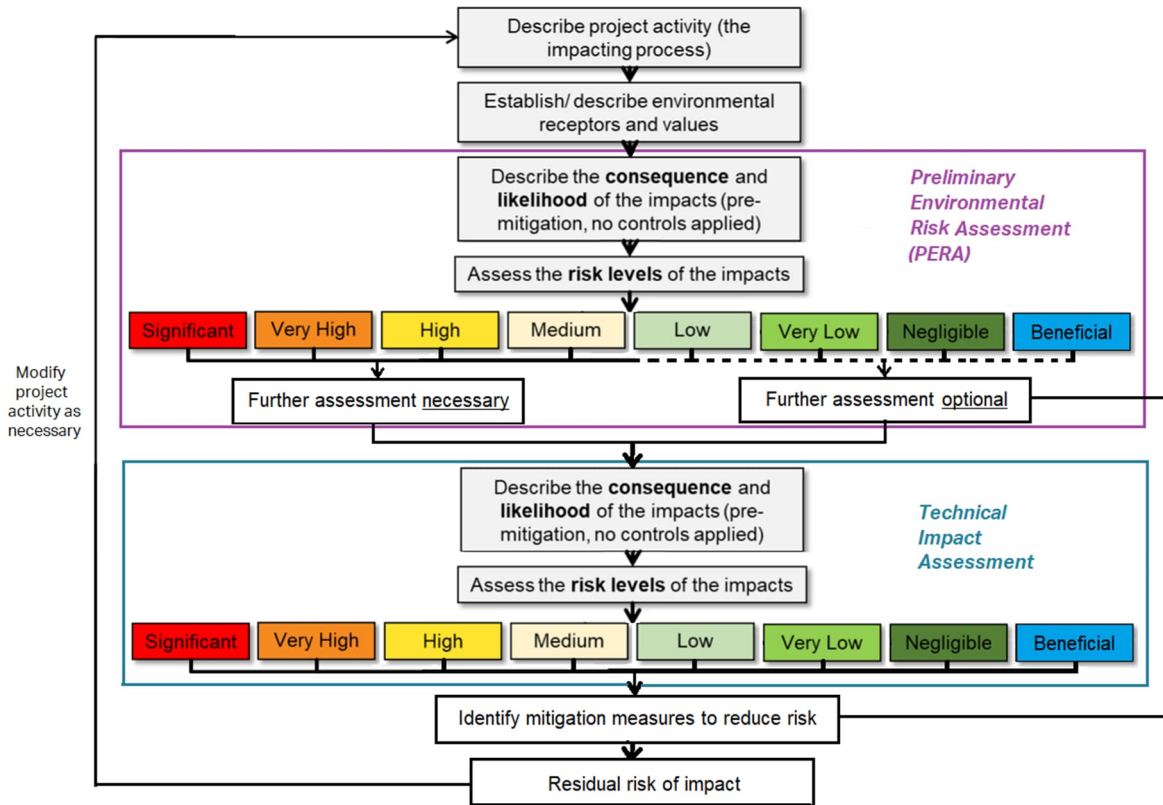 Describe project activity (the
impacting process)
Establish/ describe environmental
receptors and values
Describe the consequence and
likelihood of the impacts (pre-
mitigation, no controls applied)
Preliminary
Environmental
Risk Assessment
(PERA)
Assess the risk levels of the impacts
Significant
Very High
High
Medium
Low
Very Low
Negligible
Beneficial
Modify
project
activity as
necessary
Further assessment necessary
Further assessment optional
Describe the consequence and
likelihood of the impacts (pre-
mitigation, no controls applied)
Technical
Impact
Assessment
Assess the risk levels of the impacts
Significant
Very High
High
Medium
Low
Very Low
Negligible
Beneficial
Identify mitigation measures to reduce risk
Residual risk of impact